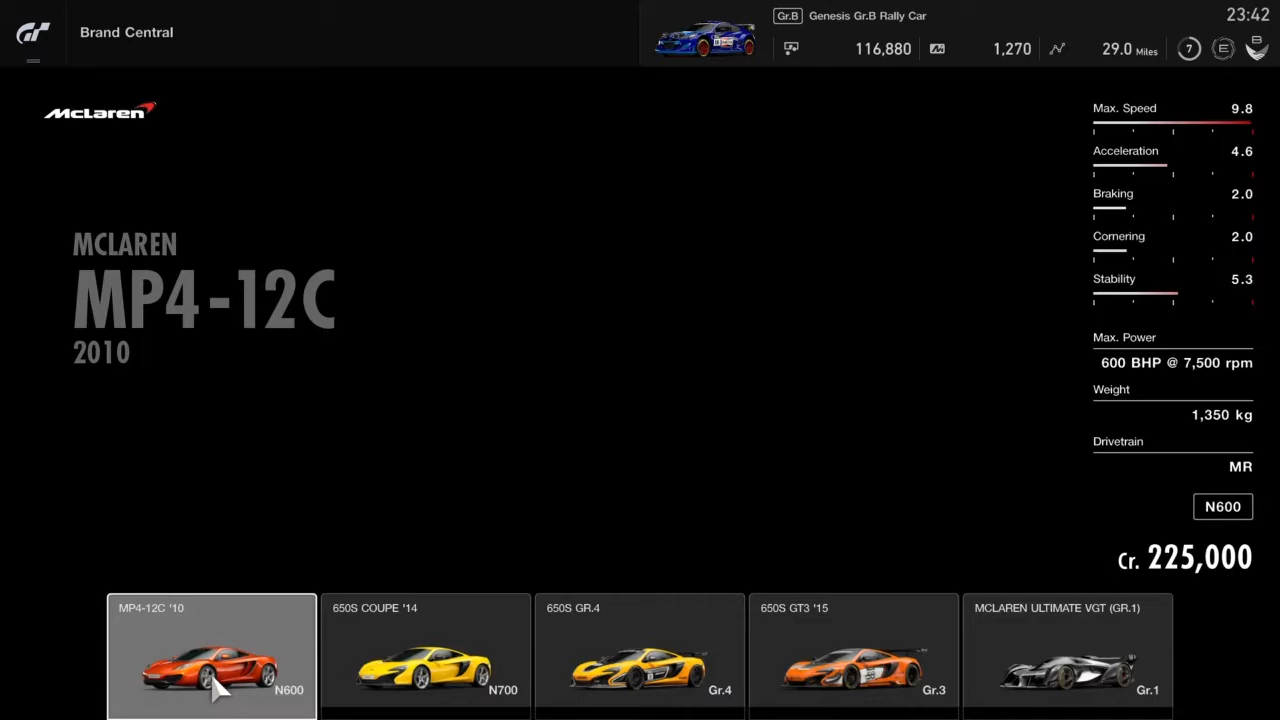 GT
Brand Central
Gr.B Genesis Gr.B Rally Car
23:42
116,880
1,270
29.0 Miles
7
E
B
McLaren
MCLAREN
MP4-12C
2010
Max. Speed 9.8
Acceleration 4.6
Braking 2.0
Cornering 2.0
Stability 5.3
Max. Power
600 BHP @ 7,500 rpm
Weight
1,350 kg
Drivetrain
MR
N600
Cr. 225,000
MP4-12C '10
N600
650S COUPE '14
N700
650S GR.4
Gr.4
650S GT3 '15
Gr.3
MCLAREN ULTIMATE VGT (GR.1)
Gr.1